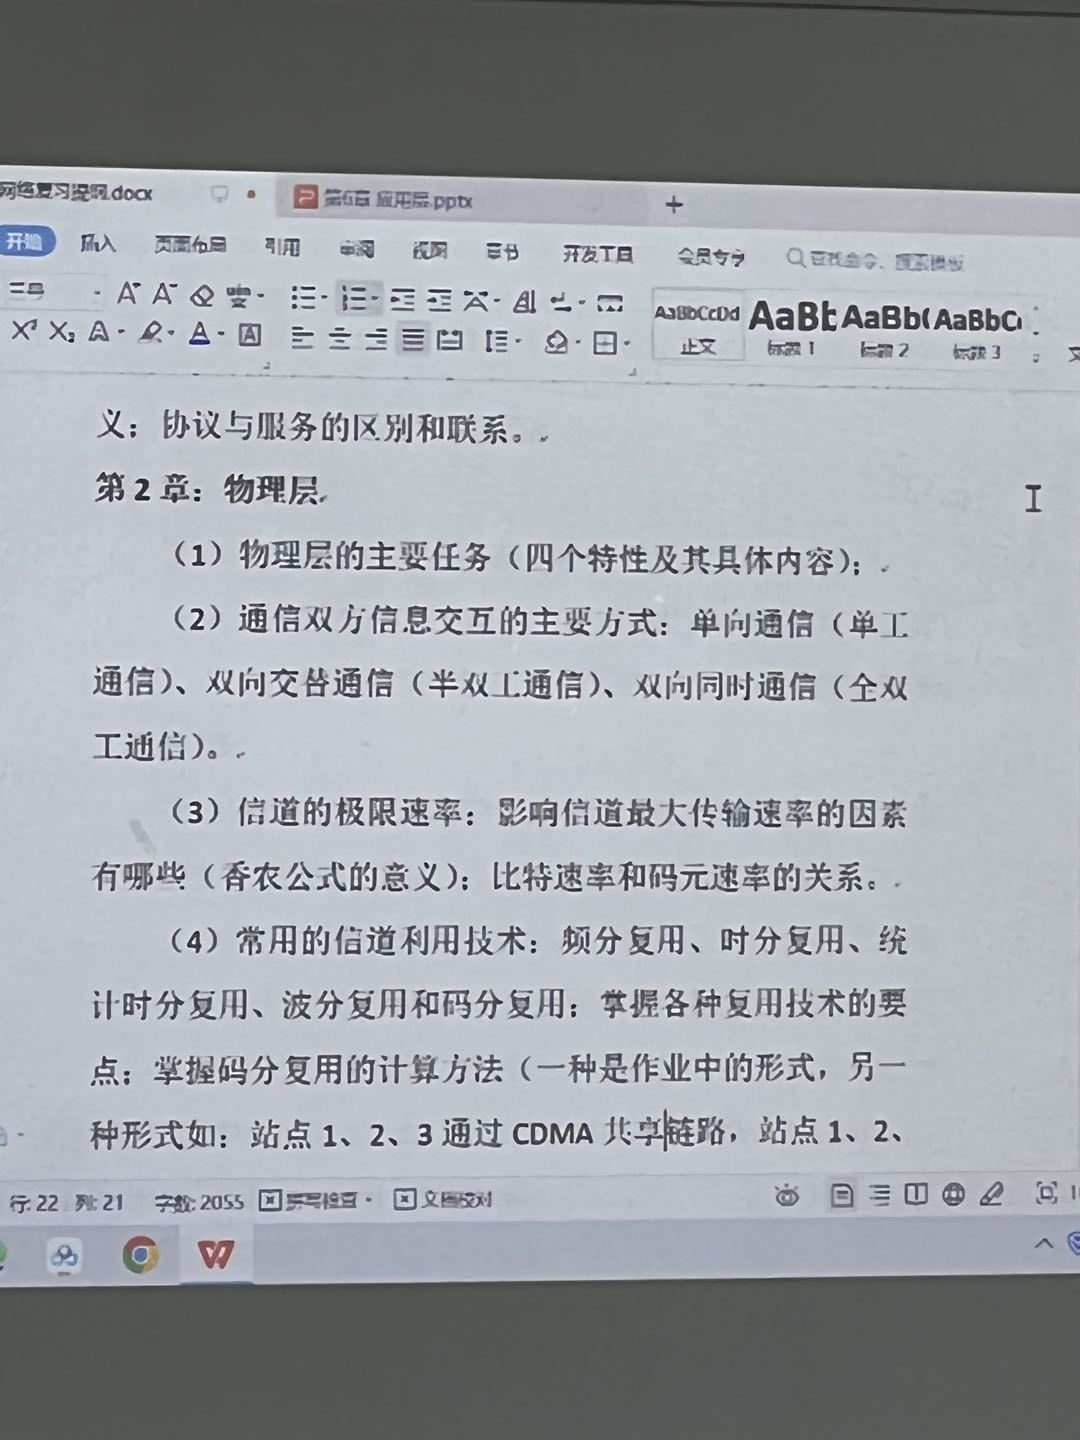 网络复习提纲.docx
第6章 应用层.pptx
+
开始 插入 页面布局 引用 审阅 视图 章节 开发工具 会员专享 查找命令、搜索模板
三号
AaBbCcDd AaBb AaBb( AaBbC
正文 标题 1 标题 2 标题 3
义；协议与服务的区别和联系。
第 2 章：物理层
（1）物理层的主要任务（四个特性及其具体内容）；
（2）通信双方信息交互的主要方式：单向通信（单工
通信）、双向交替通信（半双工通信）、双向同时通信（全双
工通信）。
（3）信道的极限速率：影响信道最大传输速率的因素
有哪些（香农公式的意义）；比特速率和码元速率的关系。
（4）常用的信道利用技术：频分复用、时分复用、统
计时分复用、波分复用和码分复用；掌握各种复用技术的要
点；掌握码分复用的计算方法（一种是作业中的形式，另一
种形式如：站点 1、2、3 通过 CDMA 共享链路，站点 1、2、
行: 22 列: 21 字数: 2055 拼写检查 文档校对